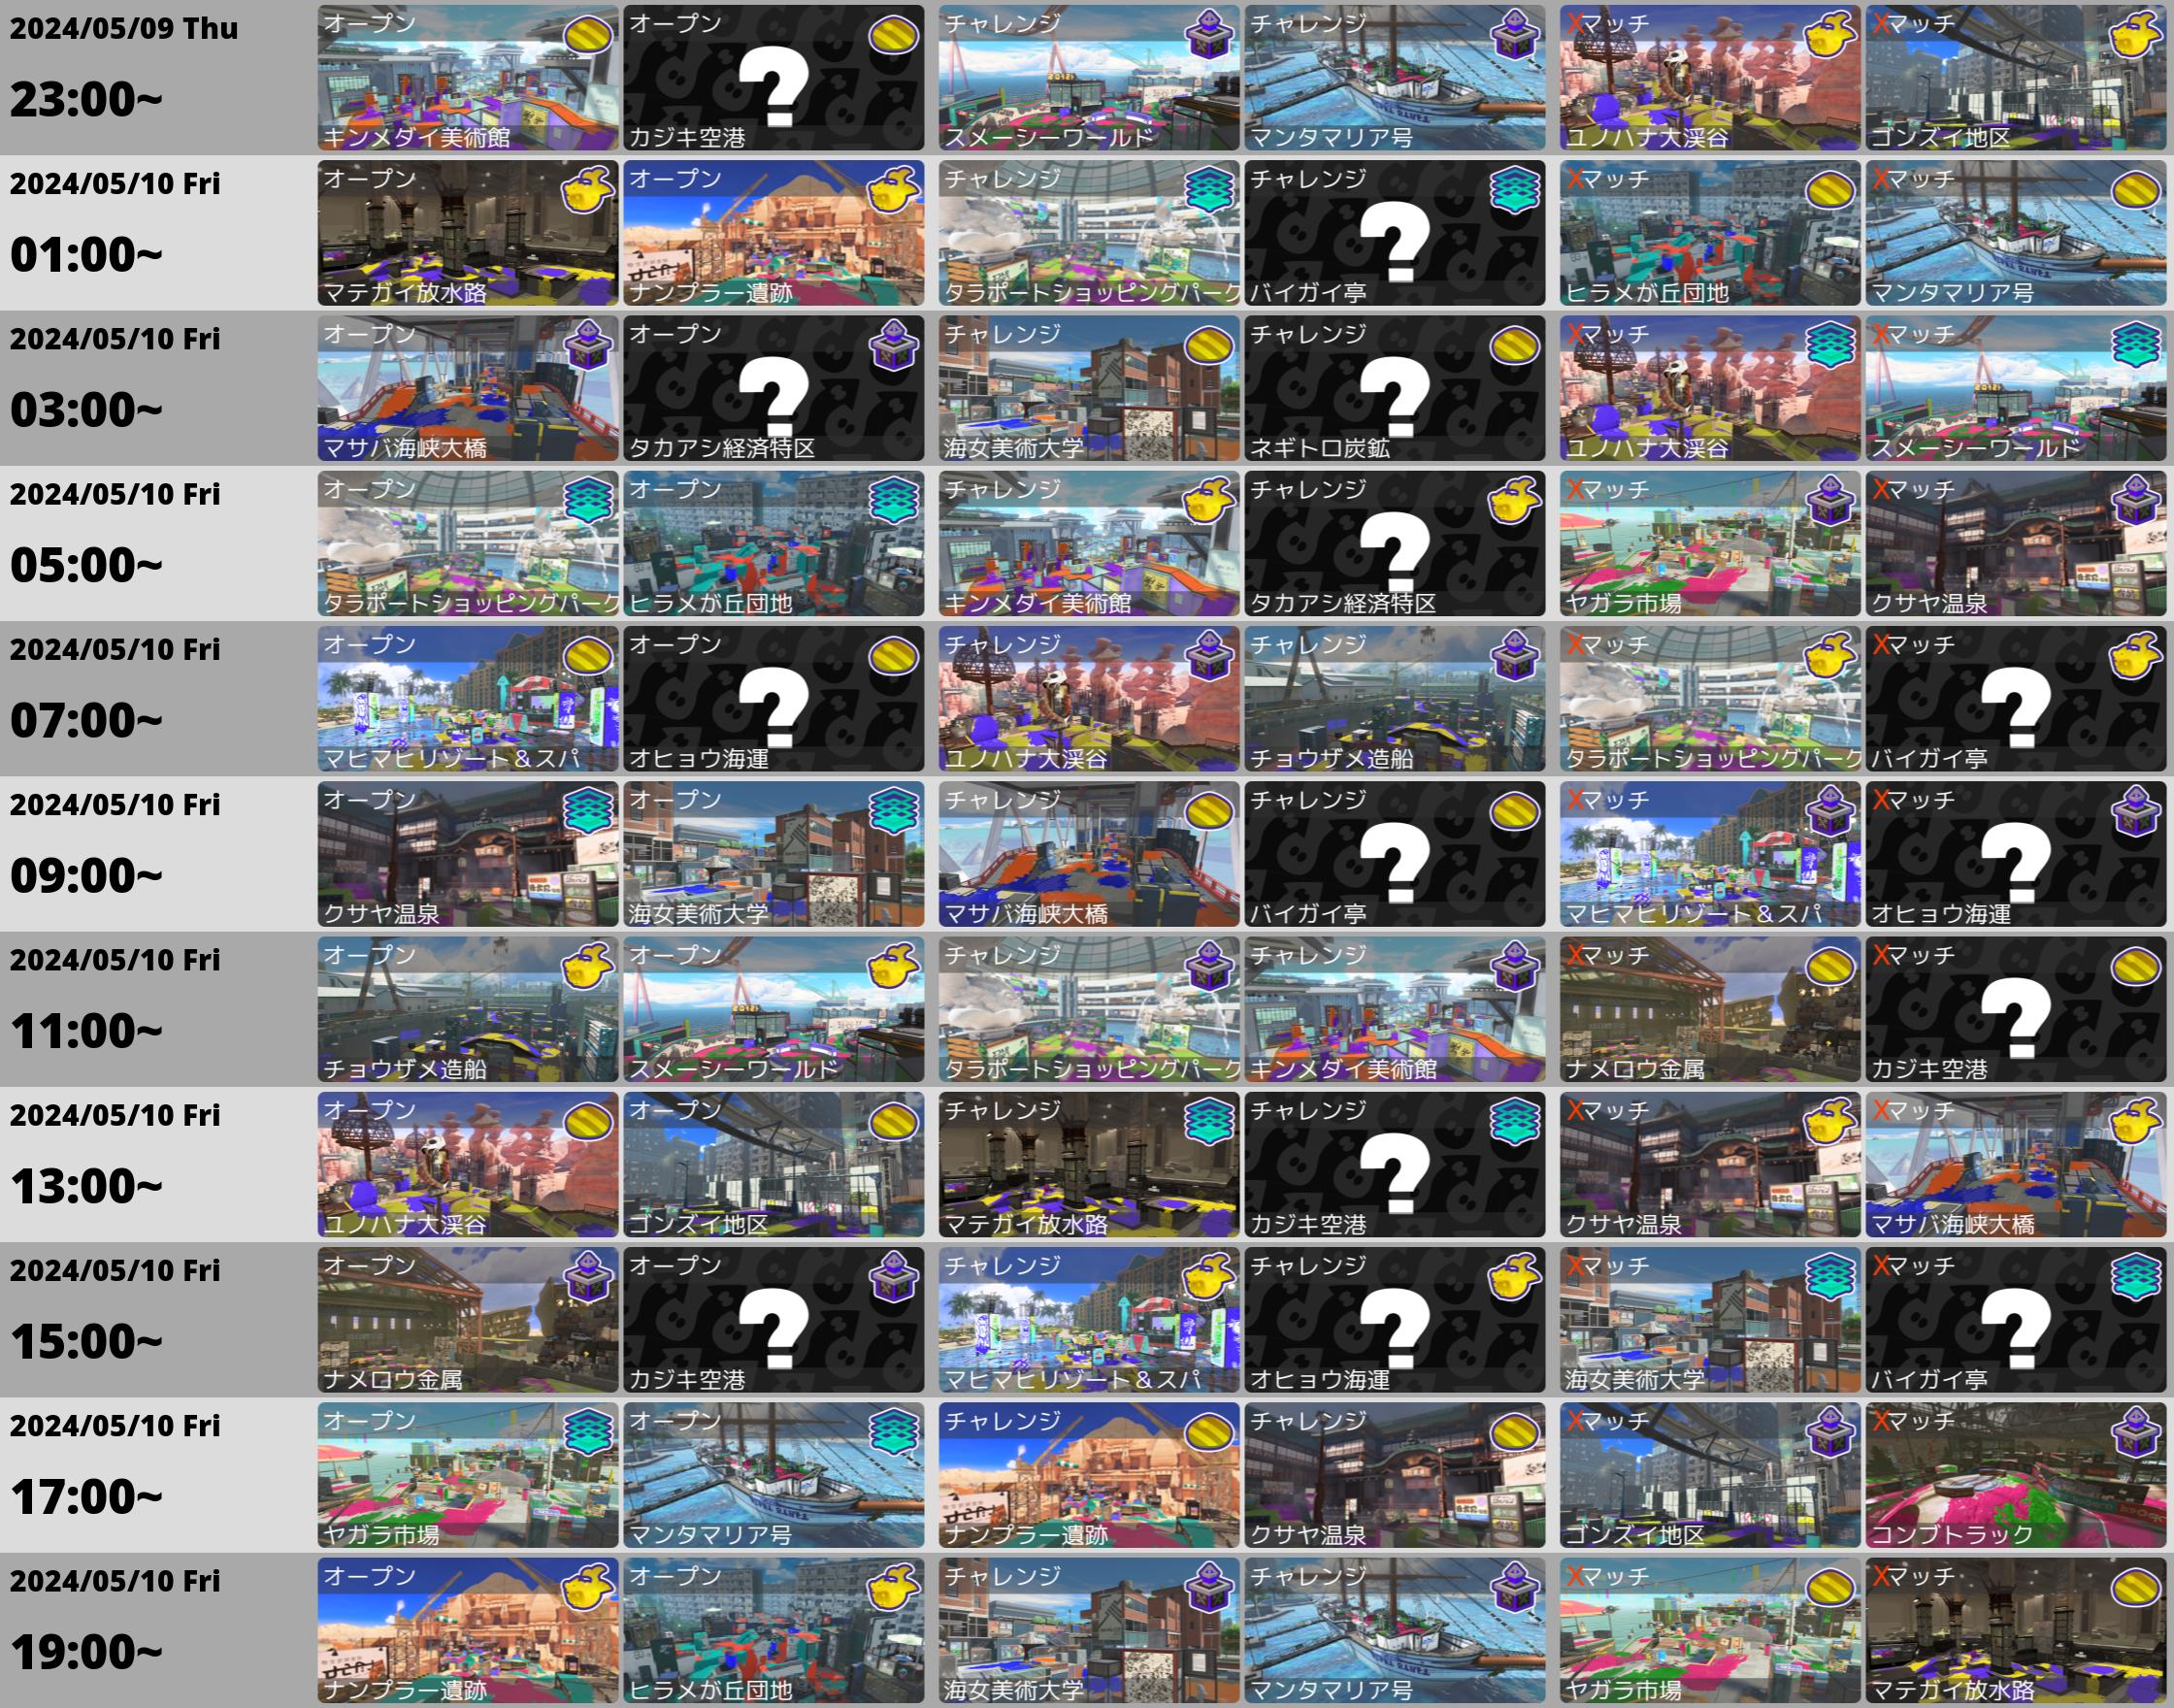 2024/05/09 Thu
23:00~
オープン
キンメダイ美術館
オープン
カジキ空港
チャレンジ
スメーシーワールド
チャレンジ
マンタマリア号
Xマッチ
ユノハナ大渓谷
Xマッチ
ゴンズイ地区
2024/05/10 Fri
01:00~
オープン
マテガイ放水路
オープン
ナンプラー遺跡
チャレンジ
タラポートショッピングパーク
チャレンジ
バイガイ亭
Xマッチ
ヒラメが丘団地
Xマッチ
マンタマリア号
2024/05/10 Fri
03:00~
オープン
マサバ海峡大橋
オープン
タカアシ経済特区
チャレンジ
海女美術大学
チャレンジ
ネギトロ炭鉱
Xマッチ
ユノハナ大渓谷
Xマッチ
スメーシーワールド
2024/05/10 Fri
05:00~
オープン
タラポートショッピングパーク
オープン
ヒラメが丘団地
チャレンジ
キンメダイ美術館
チャレンジ
タカアシ経済特区
Xマッチ
ヤガラ市場
Xマッチ
クサヤ温泉
2024/05/10 Fri
07:00~
オープン
マヒマヒリゾート＆スパ
オープン
オヒョウ海運
チャレンジ
ユノハナ大渓谷
チャレンジ
チョウザメ造船
Xマッチ
タラポートショッピングパーク
Xマッチ
バイガイ亭
2024/05/10 Fri
09:00~
オープン
クサヤ温泉
オープン
海女美術大学
チャレンジ
マサバ海峡大橋
チャレンジ
バイガイ亭
Xマッチ
マヒマヒリゾート＆スパ
Xマッチ
オヒョウ海運
2024/05/10 Fri
11:00~
オープン
チョウザメ造船
オープン
スメーシーワールド
チャレンジ
タラポートショッピングパーク
チャレンジ
キンメダイ美術館
Xマッチ
ナメロウ金属
Xマッチ
カジキ空港
2024/05/10 Fri
13:00~
オープン
ユノハナ大渓谷
オープン
ゴンズイ地区
チャレンジ
マテガイ放水路
チャレンジ
カジキ空港
Xマッチ
クサヤ温泉
Xマッチ
マサバ海峡大橋
2024/05/10 Fri
15:00~
オープン
ナメロウ金属
オープン
カジキ空港
チャレンジ
マヒマヒリゾート＆スパ
チャレンジ
オヒョウ海運
Xマッチ
海女美術大学
Xマッチ
バイガイ亭
2024/05/10 Fri
17:00~
オープン
ヤガラ市場
オープン
マンタマリア号
チャレンジ
ナンプラー遺跡
チャレンジ
クサヤ温泉
Xマッチ
ゴンズイ地区
Xマッチ
コンブトラック
2024/05/10 Fri
19:00~
オープン
ナンプラー遺跡
オープン
ヒラメが丘団地
チャレンジ
海女美術大学
チャレンジ
マンタマリア号
Xマッチ
ヤガラ市場
Xマッチ
マテガイ放水路